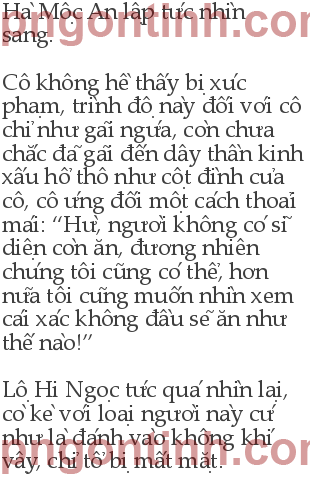 Hà Mộc An lập tức nhìn
sang.
Cô không hề thấy bị xúc
phạm, trình độ này đối với cô
chỉ như gãi ngứa, còn chưa
chắc đã gãi đến dây thần kinh
xấu hổ thô như cột đình của
cô, cô ứng đối một cách thoải
mái: “Hừ, người không có sĩ
diện còn ăn, đương nhiên
chúng tôi cũng có thể, hơn
nữa tôi cũng muốn nhìn xem
cái xác không đầu sẽ ăn như
thế nào!”
Lộ Hi Ngọc tức quá nhìn lại,
cò kè với loại người này cứ
như là đánh vào không khí
vậy, chỉ tổ bị mất mặt.
pngontinh.com
pngontinh.com